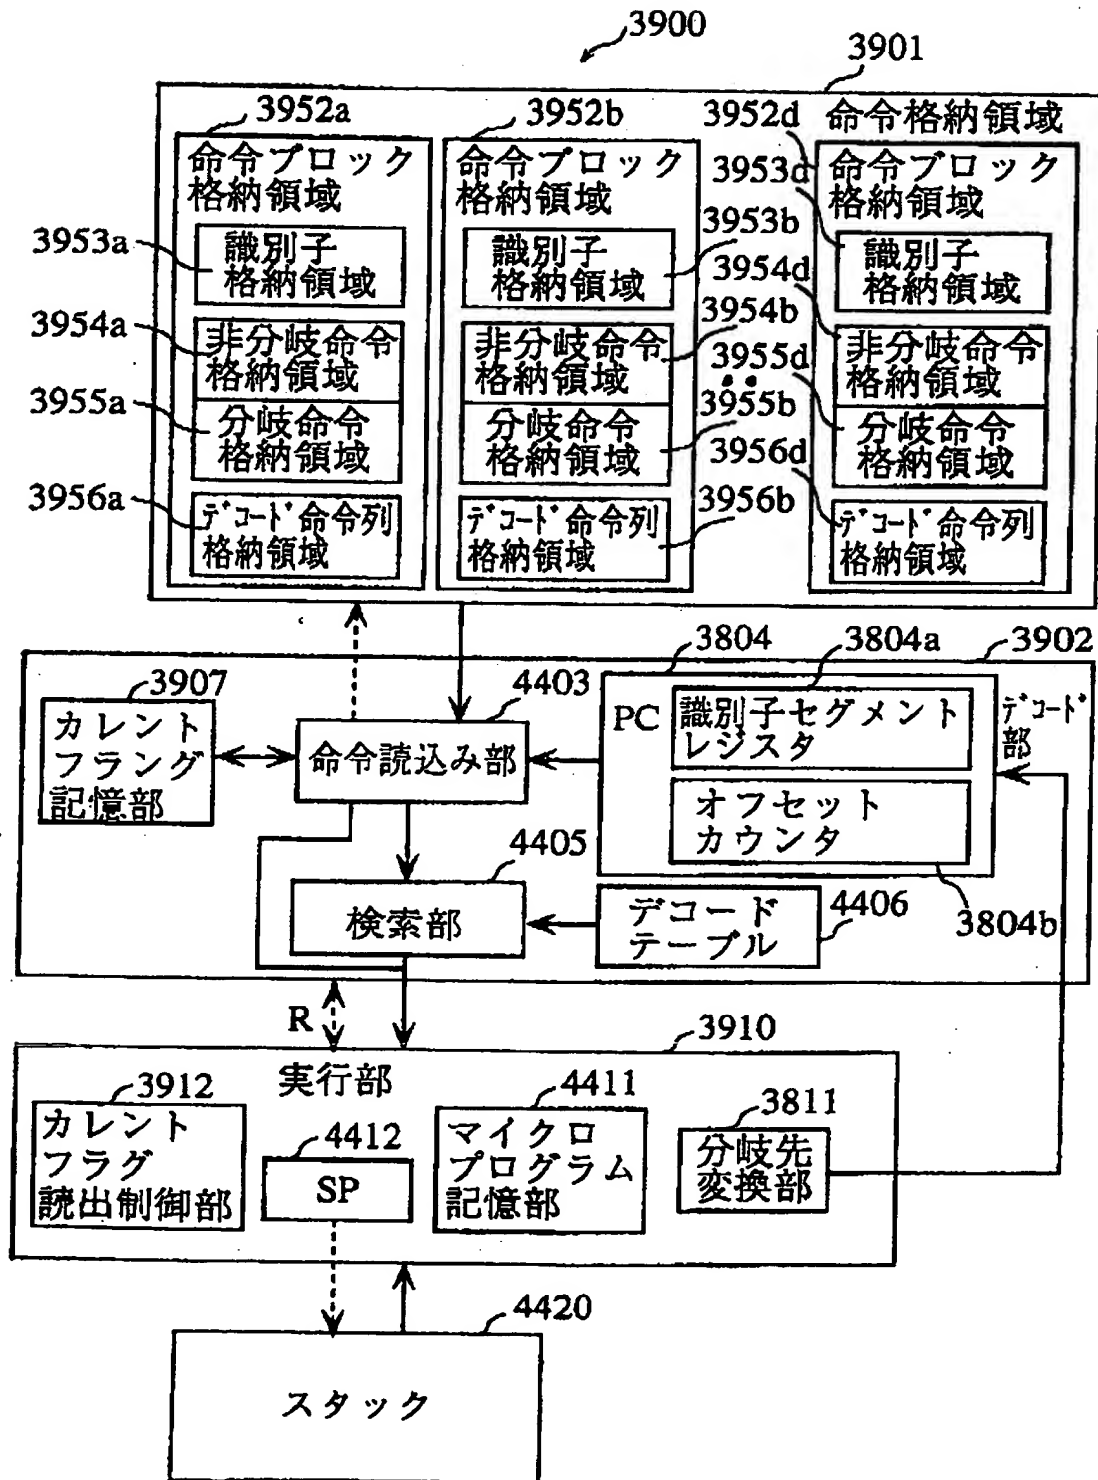 3900
3901
命令格納領域
3952a
命令ブロック
格納領域
3953a
識別子
格納領域
3954a
非分岐命令
格納領域
3955a
分岐命令
格納領域
3956a
デコード命令列
格納領域
3952b
命令ブロック
格納領域
3953b
識別子
格納領域
3954b
非分岐命令
格納領域
3955b
分岐命令
格納領域
3956b
デコード命令列
格納領域
3952d
命令ブロック
格納領域
3953d
識別子
格納領域
3954d
非分岐命令
格納領域
3955d
分岐命令
格納領域
3956d
デコード命令列
格納領域
3902
デコード
部
3907
カレント
フラング
記憶部
4403
命令読込み部
3804
PC
3804a
識別子セグメント
レジスタ
オフセット
カウンタ
3804b
4405
検索部
4406
デコード
テーブル
R
3910
実行部
3912
カレント
フラグ
読出制御部
4412
SP
4411
マイクロ
プログラム
記憶部
3811
分岐先
変換部
4420
スタック